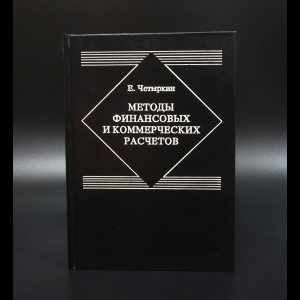 Е. Четыркин
МЕТОДЫ
ФИНАНСОВЫХ
И КОММЕРЧЕСКИХ
РАСЧЕТОВ